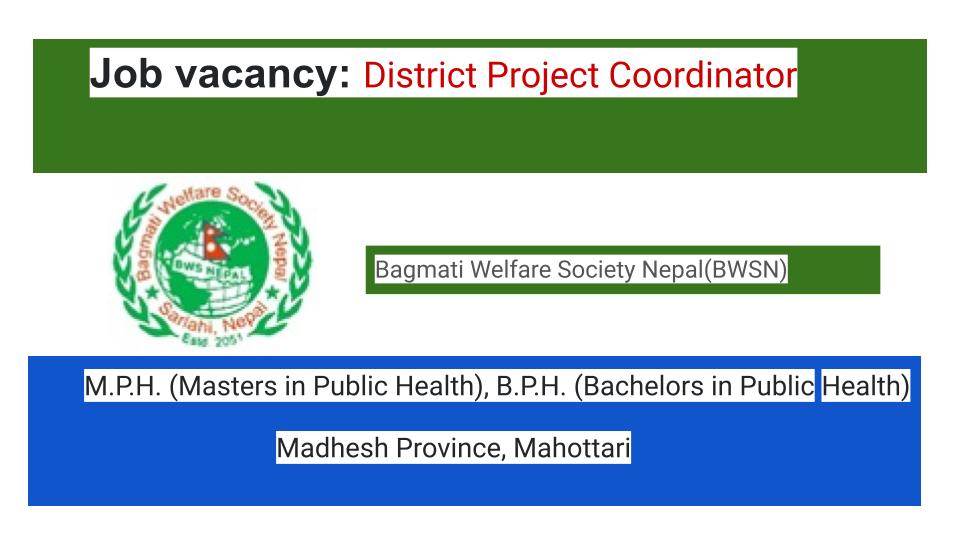 Job vacancy: District Project Coordinator
Bagmati Welfare Society Nepal
BWS NEPAL
Sarlahi, Nepal
Estd. 2051
Bagmati Welfare Society Nepal(BWSN)
M.P.H. (Masters in Public Health), B.P.H. (Bachelors in Public Health)
Madhesh Province, Mahottari